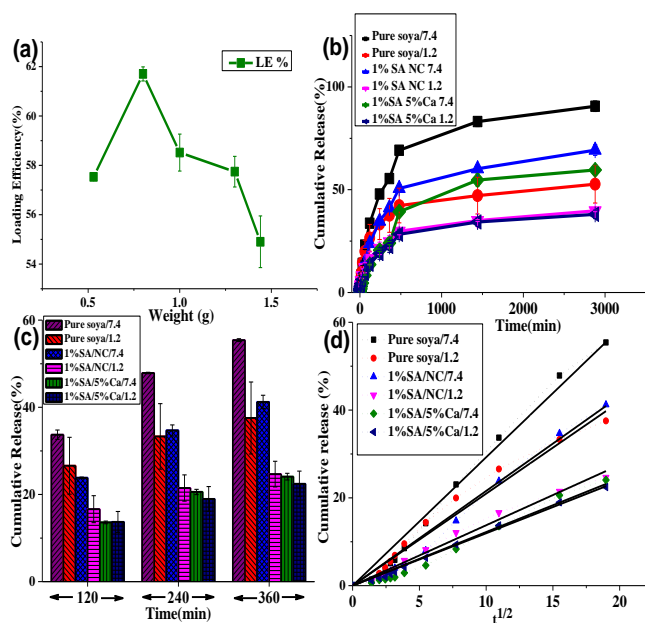 (a)
LE %
Loading Efficiency(%)
62
60
58
56
54
0.5
1.0
1.5
Weight (g)
(b)
Pure soya/7.4
Pure soya/1.2
1% SA NC 7.4
1% SA NC 1.2
1%SA 5%Ca 7.4
1%SA 5%Ca 1.2
Cumulative Release(%)
100
50
0
0
1000
2000
3000
Time(min)
(c)
Pure soya/7.4
Pure soya/1.2
1%SA/NC/7.4
1%SA/NC/1.2
1%SA/5%Ca/7.4
1%SA/5%Ca/1.2
Cumulative Release(%)
60
40
20
0
120
240
360
Time(min)
(d)
Pure soya/7.4
Pure soya/1.2
1%SA/NC/7.4
1%SA/NC/1.2
1%SA/5%Ca/7.4
1%SA/5%Ca/1.2
Cumulative release (%)
60
40
20
0
0
5
10
15
20
t1/2